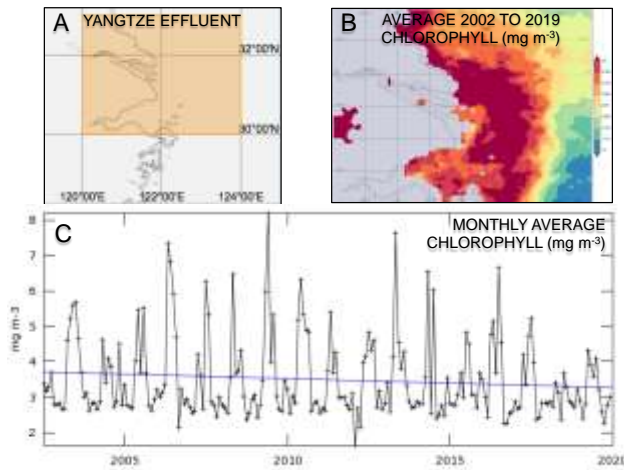 A YANGTZE EFFLUENT
32°00'N
30°00'N
120°00'E 122°00'E 124°00'E
B AVERAGE 2002 TO 2019
CHLOROPHYLL (mg m-3)
C MONTHLY AVERAGE
CHLOROPHYLL (mg m-3)
mg m-3
8
7
6
5
4
3
2
2005 2010 2015 2020